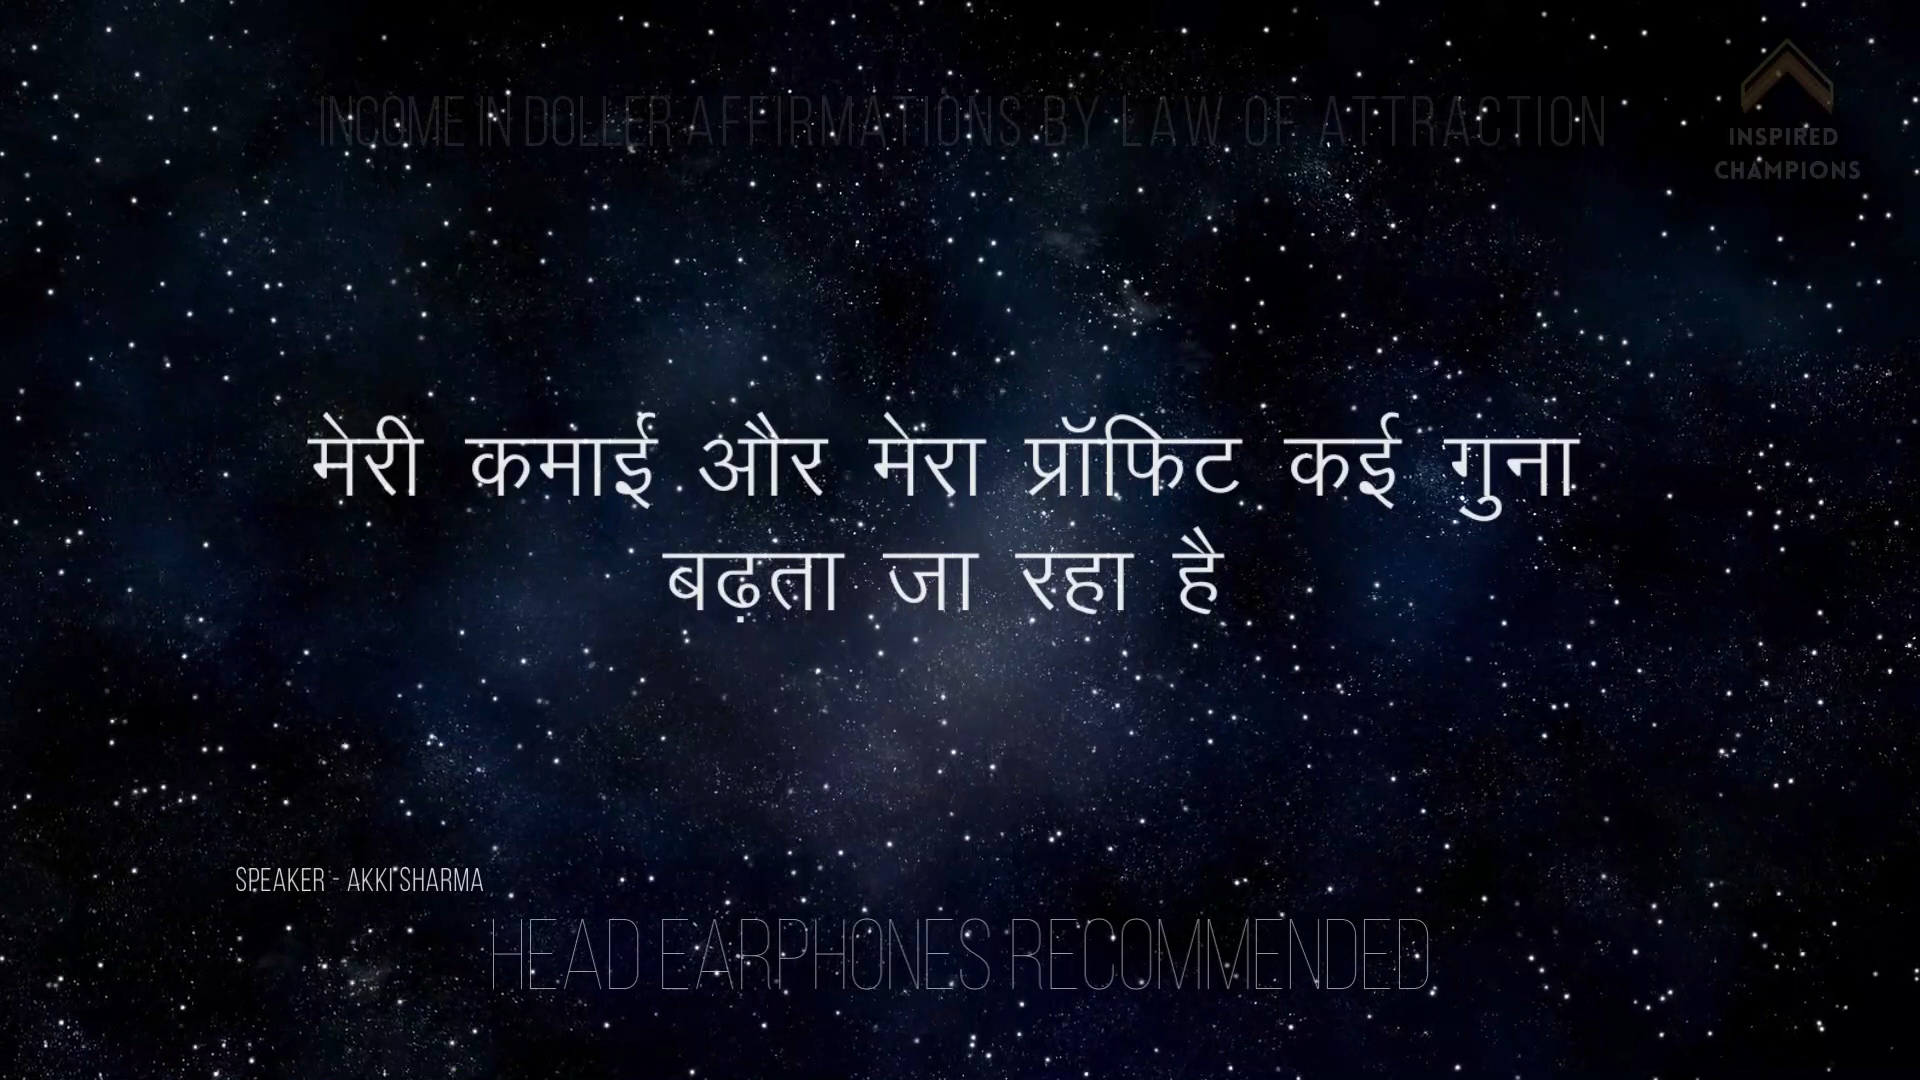 INCOME IN DOLLER AFFIRMATIONS BY LAW OF ATTRACTION
INSPIRED
CHAMPIONS
मेरी कमाई और मेरा प्रॉफिट कई गुना
बढ़ता जा रहा है
SPEAKER - AKKI SHARMA
HEAD EARPHONES RECOMMENDED